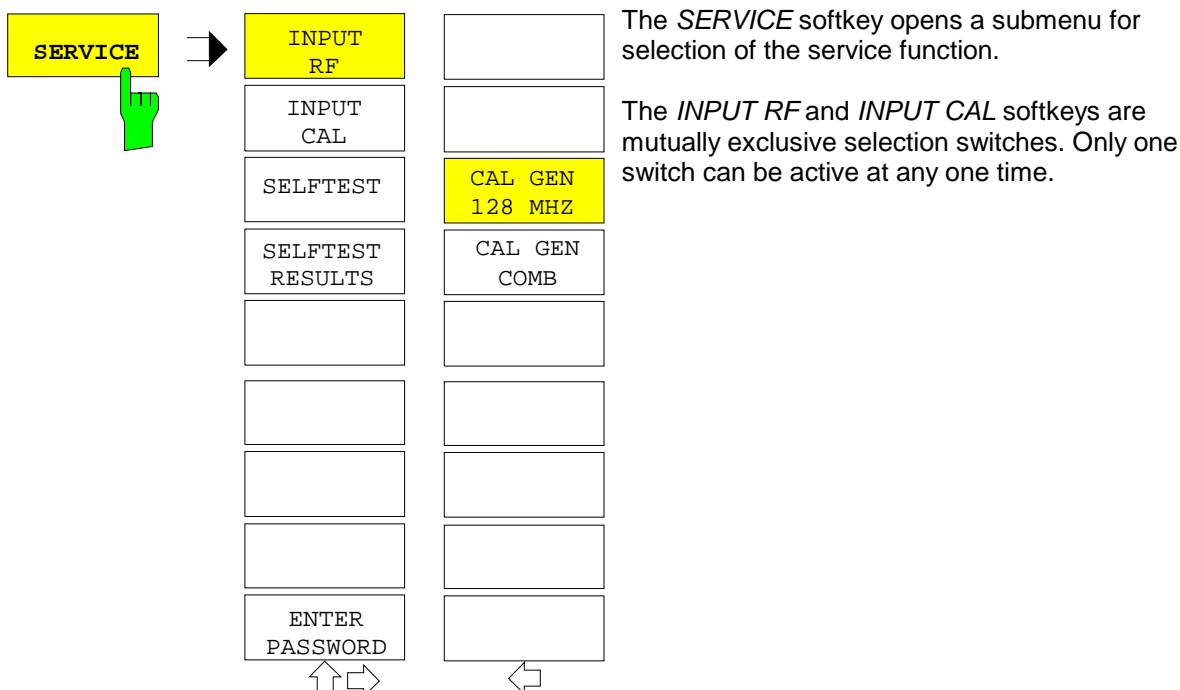 SERVICE
INPUT
RF
INPUT
CAL
SELFTEST
SELFTEST
RESULTS
ENTER
PASSWORD
CAL GEN
128 MHZ
CAL GEN
COMB
The SERVICE softkey opens a submenu for
selection of the service function.
The INPUT RF and INPUT CAL softkeys are
mutually exclusive selection switches. Only one
switch can be active at any one time.